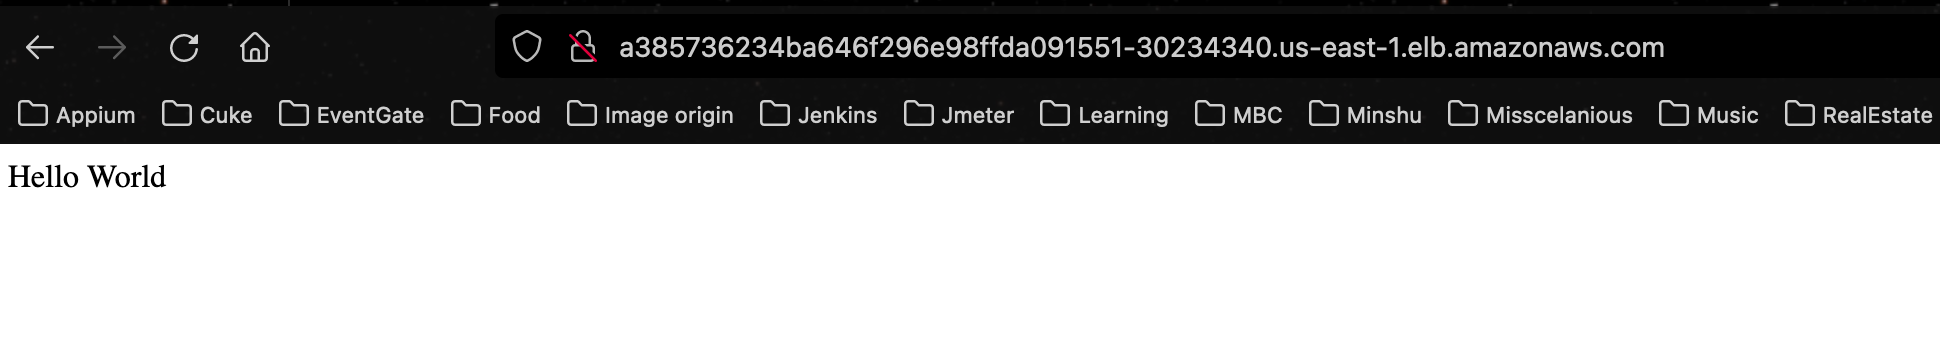 a385736234ba646f296e98ffda091551-30234340.us-east-1.elb.amazonaws.com
Appium Cuke EventGate Food Image origin Jenkins Jmeter Learning MBC Minshu Misscelanious Music RealEstate
Hello World